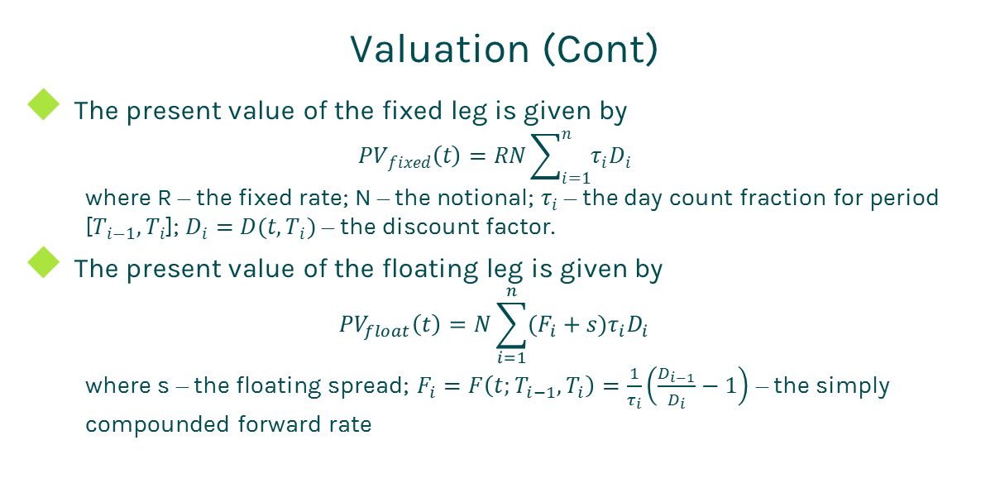 Valuation (Cont)
The present value of the fixed leg is given by
$PV_{fixed}(t) = RN \sum_{i=1}^{n} \tau_i D_i$
where R – the fixed rate; N – the notional; $\tau_i$ – the day count fraction for period
$[T_{i-1}, T_i]$; $D_i = D(t, T_i)$ – the discount factor.
The present value of the floating leg is given by
$PV_{float}(t) = N \sum_{i=1}^{n} (F_i + s)\tau_i D_i$
where s – the floating spread; $F_i = F(t; T_{i-1}, T_i) = \frac{1}{\tau_i}\left(\frac{D_{i-1}}{D_i} - 1\right)$ – the simply
compounded forward rate